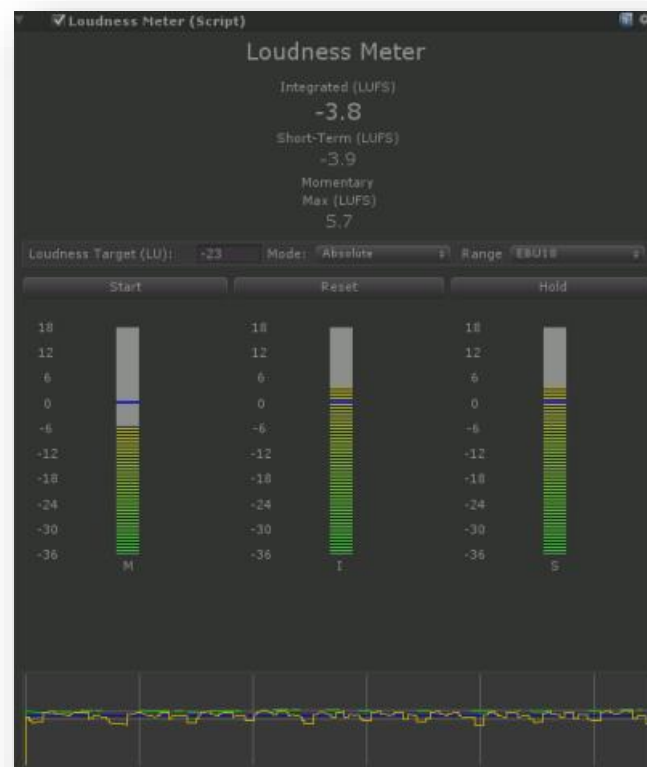 Loudness Meter (Script)
Loudness Meter
Integrated (LUFS)
-3.8
Short-Term (LUFS)
-3.9
Momentary
Max (LUFS)
5.7
Loudness Target (LU): -23 Mode: Absolute Range EBU18
Start Reset Hold
18 18 18
12 12 12
6 6 6
0 0 0
-6 -6 -6
-12 -12 -12
-18 -18 -18
-24 -24 -24
-30 -30 -30
-36 -36 -36
M I S